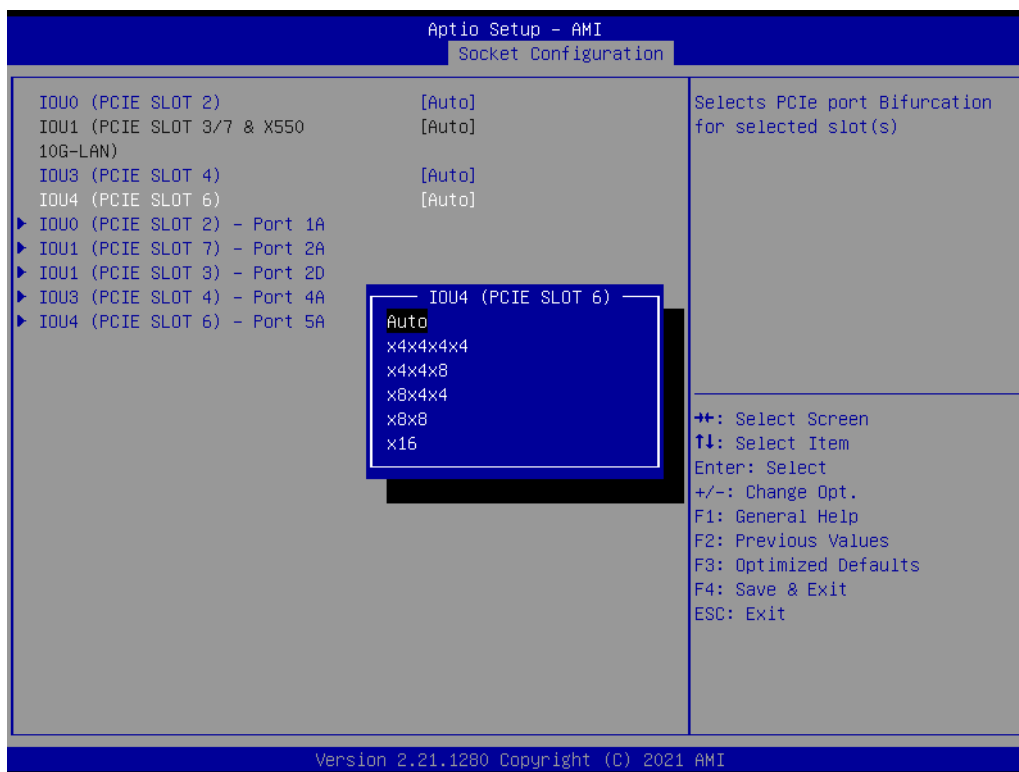 Aptio Setup – AMI
Socket Configuration
IOU0 (PCIE SLOT 2) [Auto]
IOU1 (PCIE SLOT 3/7 & X550 [Auto]
10G-LAN)
IOU3 (PCIE SLOT 4) [Auto]
IOU4 (PCIE SLOT 6) [Auto]
▶ IOU0 (PCIE SLOT 2) – Port 1A
▶ IOU1 (PCIE SLOT 7) – Port 2A
▶ IOU1 (PCIE SLOT 3) – Port 2D
▶ IOU3 (PCIE SLOT 4) – Port 4A
▶ IOU4 (PCIE SLOT 6) – Port 5A
IOU4 (PCIE SLOT 6)
Auto
x4x4x4x4
x4x4x8
x8x4x4
x8x8
x16
Selects PCIe port Bifurcation
for selected slot(s)
→←: Select Screen
↑↓: Select Item
Enter: Select
+/-: Change Opt.
F1: General Help
F2: Previous Values
F3: Optimized Defaults
F4: Save & Exit
ESC: Exit
Version 2.21.1280 Copyright (C) 2021 AMI